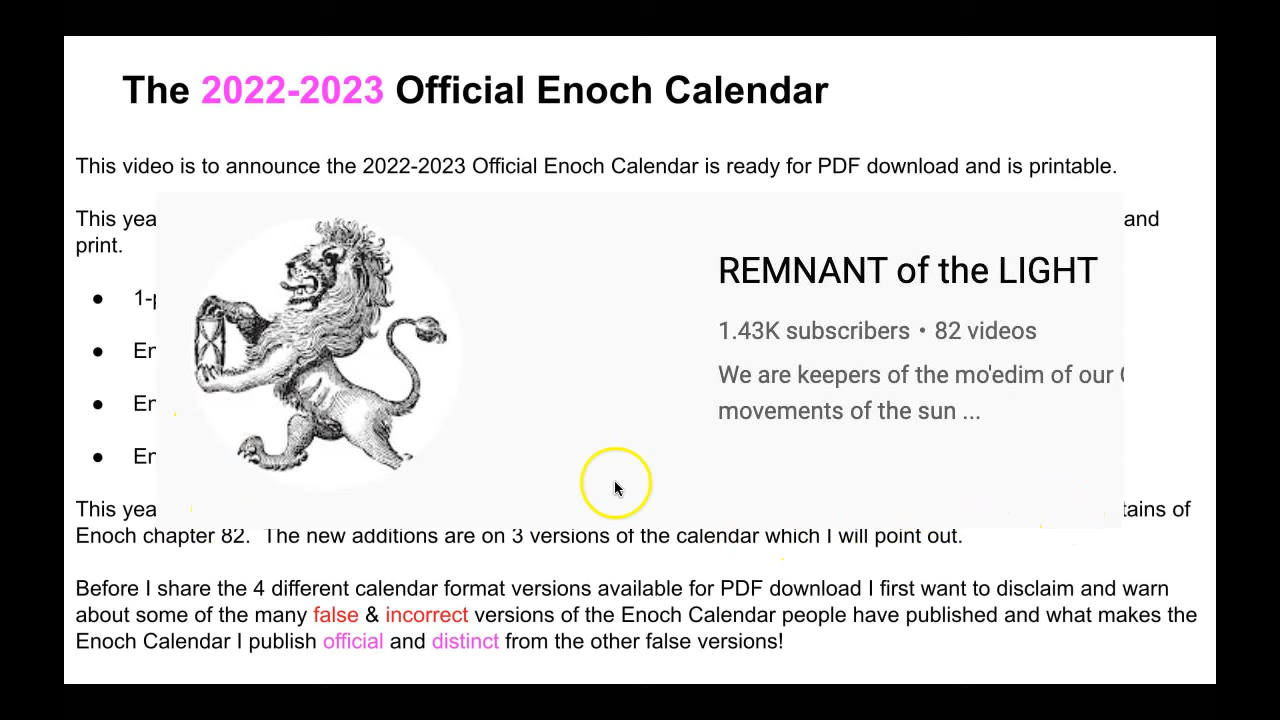 The 2022-2023 Official Enoch Calendar
This video is to announce the 2022-2023 Official Enoch Calendar is ready for PDF download and is printable.
This yea and
print.
REMNANT of the LIGHT
● 1-p
1.43K subscribers • 82 videos
● En
We are keepers of the mo'edim of our
● En
movements of the sun ...
● En
This yea tains of
Enoch chapter 82. The new additions are on 3 versions of the calendar which I will point out.
Before I share the 4 different calendar format versions available for PDF download I first want to disclaim and warn
about some of the many false & incorrect versions of the Enoch Calendar people have published and what makes the
Enoch Calendar I publish official and distinct from the other false versions!